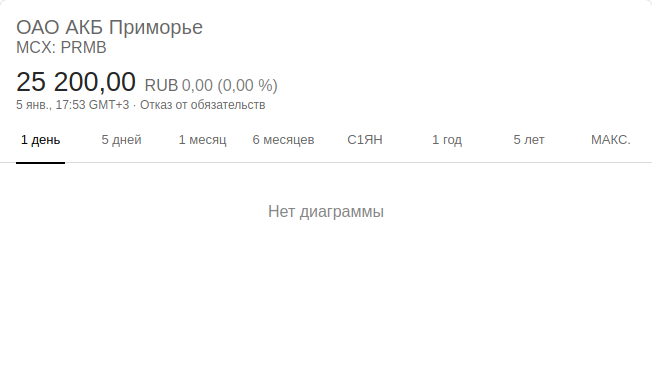 ОАО АКБ Приморье
MCX: PRMB
25 200,00 RUB 0,00 (0,00 %)
5 янв., 17:53 GMT+3 · Отказ от обязательств
1 день 5 дней 1 месяц 6 месяцев С1ЯН 1 год 5 лет МАКС.
Нет диаграммы